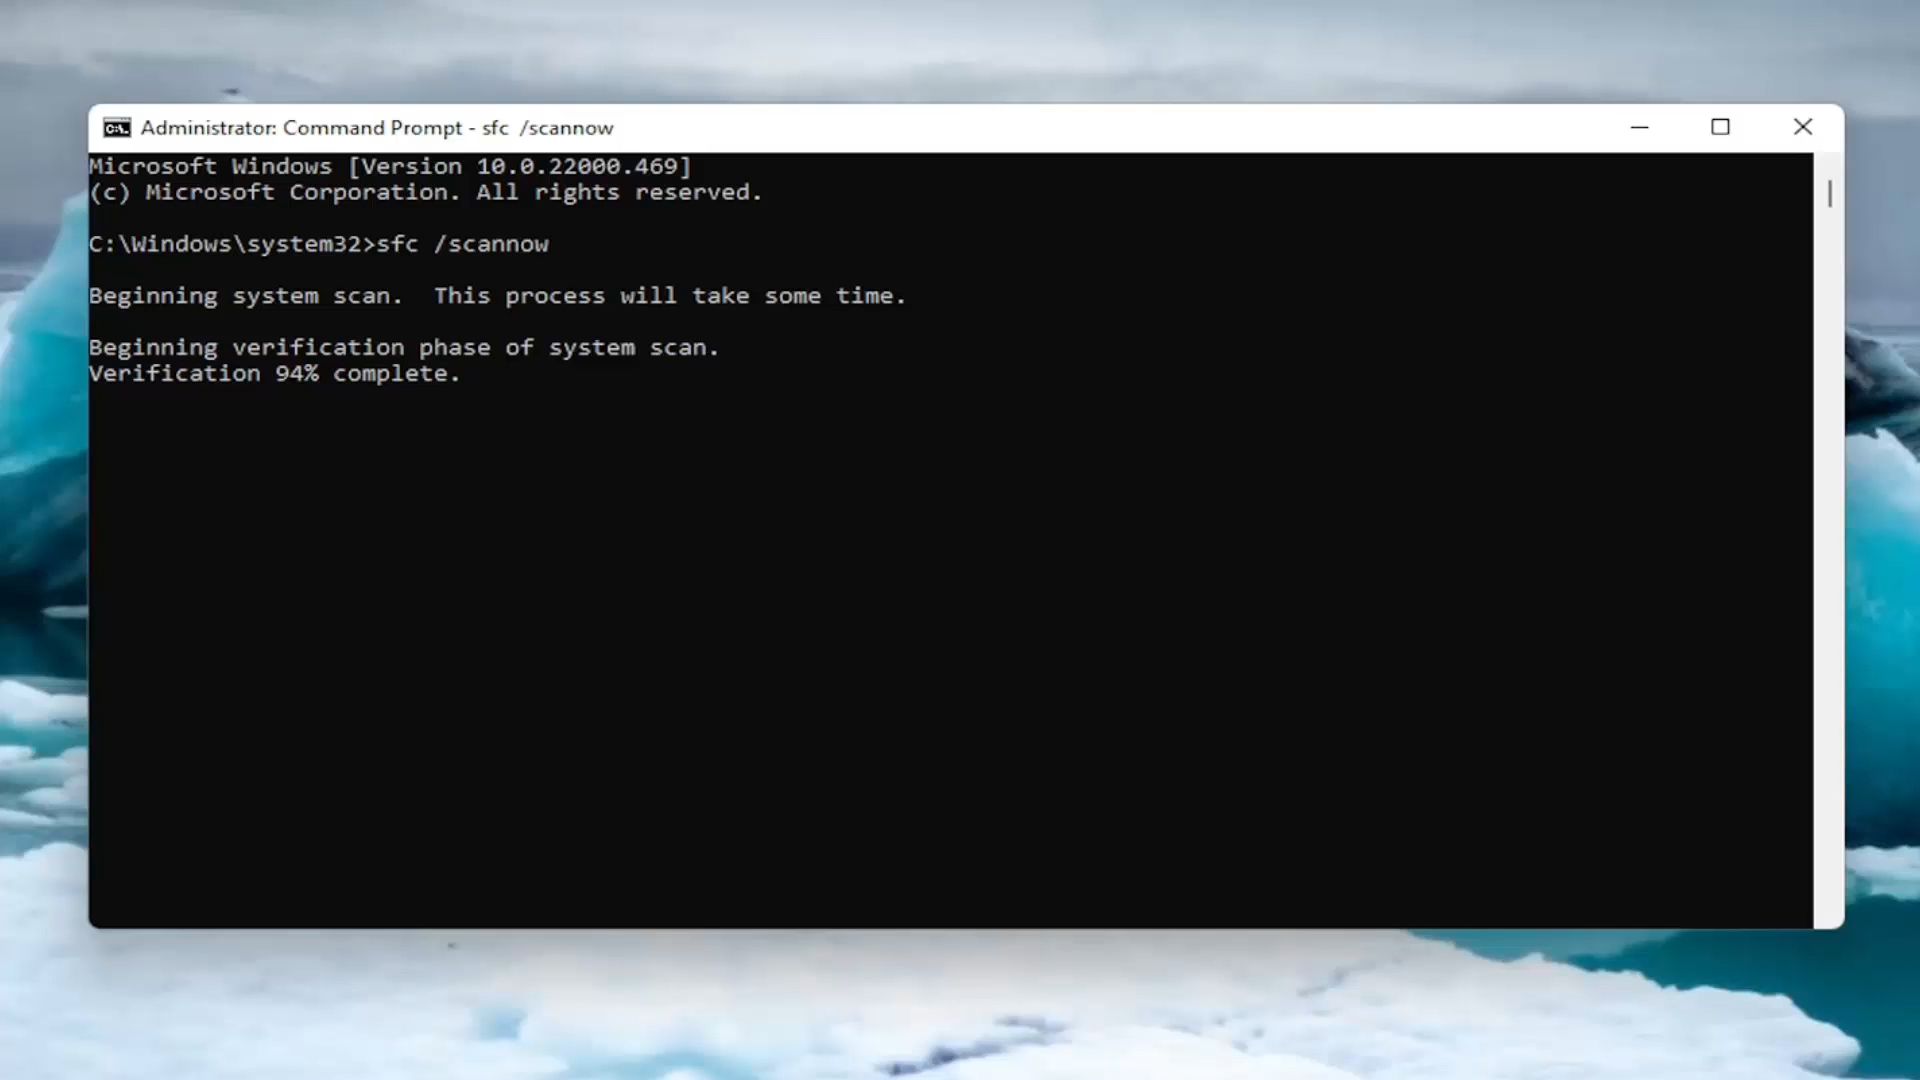 Administrator: Command Prompt - sfc /scannow
Microsoft Windows [Version 10.0.22000.469]
(c) Microsoft Corporation. All rights reserved.
C:\Windows\system32>sfc /scannow
Beginning system scan.  This process will take some time.
Beginning verification phase of system scan.
Verification 94% complete.